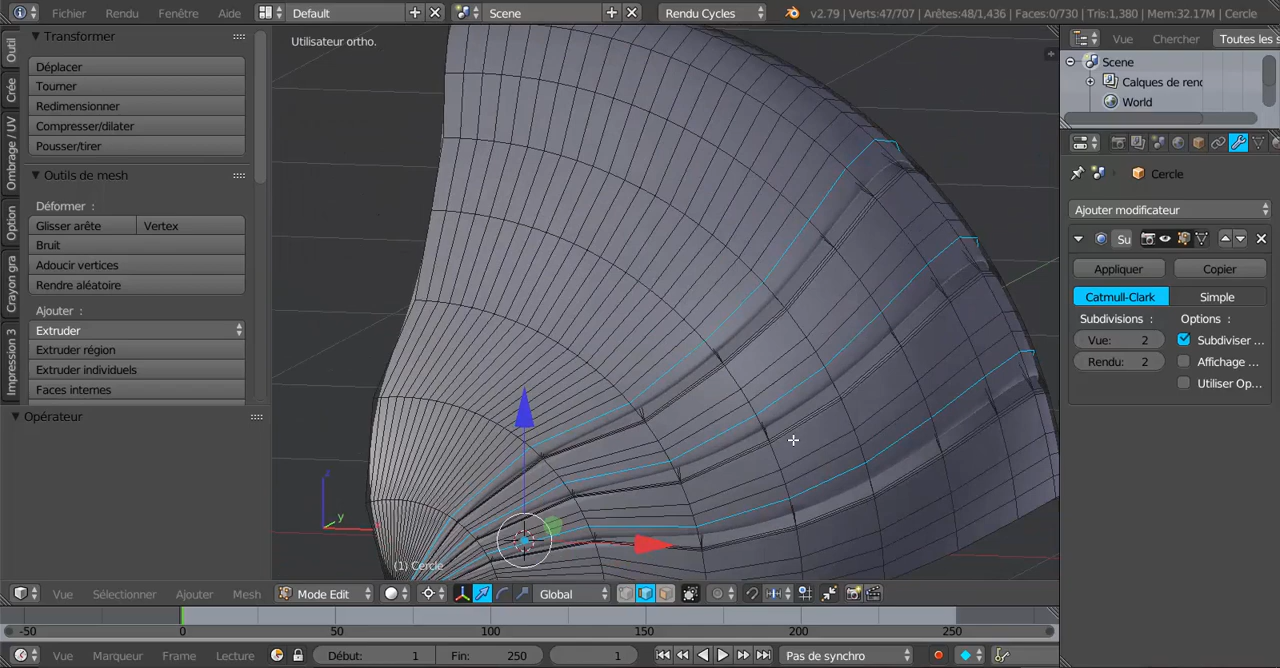 Fichier Rendu Fenêtre Aide Default Scene Rendu Cycles v2.79 | Verts:47/707 | Arêtes:48/1,436 | Faces:0/730 | Tris:1,380 | Mem:32.17M | Cercle
Outil
Crée
Ombrage / UV
Option
Crayon gra
Impression 3
Transformer
Déplacer
Tourner
Redimensionner
Compresser/dilater
Pousser/tirer
Outils de mesh
Déformer :
Glisser arête Vertex
Bruit
Adoucir vertices
Rendre aléatoire
Ajouter :
Extruder
Extruder région
Extruder individuels
Faces internes
Opérateur
Utilisateur ortho.
z
y
(1) Cercle
Vue Sélectionner Ajouter Mesh Mode Edit Global
-50 0 50 100 150 200 250
Vue Marqueur Frame Lecture Début: 1 Fin: 250 1 Pas de synchro
Vue Chercher Toutes les s
Scene
Calques de renc
World
Cercle
Ajouter modificateur
Su
Appliquer Copier
Catmull-Clark Simple
Subdivisions : Options :
Vue: 2 Subdiviser ...
Rendu: 2 Affichage ...
Utiliser Op...